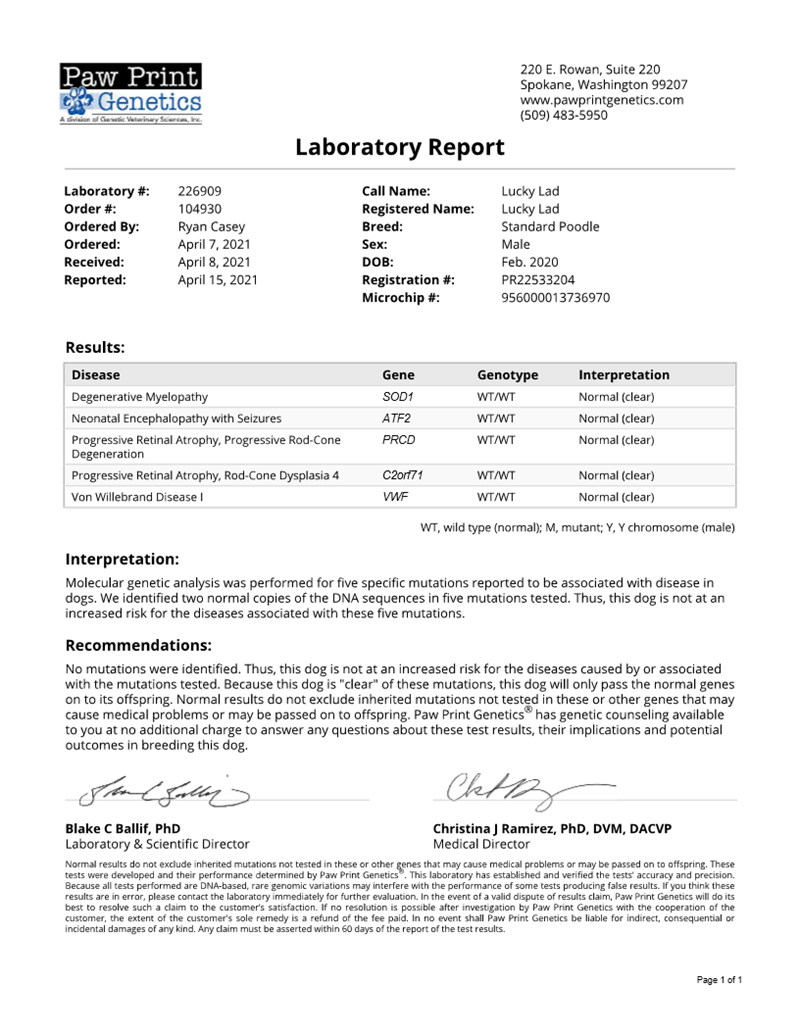 Paw Print
Genetics
A division of Genetic Veterinary Sciences, Inc.
220 E. Rowan, Suite 220
Spokane, Washington 99207
www.pawprintgenetics.com
(509) 483-5950
Laboratory Report
Laboratory #: 226909
Order #: 104930
Ordered By: Ryan Casey
Ordered: April 7, 2021
Received: April 8, 2021
Reported: April 15, 2021
Call Name: Lucky Lad
Registered Name: Lucky Lad
Breed: Standard Poodle
Sex: Male
DOB: Feb. 2020
Registration #: PR22533204
Microchip #: 956000013736970
Results:
Disease Gene Genotype Interpretation
Degenerative Myelopathy SOD1 WT/WT Normal (clear)
Neonatal Encephalopathy with Seizures ATF2 WT/WT Normal (clear)
Progressive Retinal Atrophy, Progressive Rod-Cone PRCD WT/WT Normal (clear)
Degeneration
Progressive Retinal Atrophy, Rod-Cone Dysplasia 4 C2orf71 WT/WT Normal (clear)
Von Willebrand Disease I VWF WT/WT Normal (clear)
WT, wild type (normal); M, mutant; Y, Y chromosome (male)
Interpretation:
Molecular genetic analysis was performed for five specific mutations reported to be associated with disease in
dogs. We identified two normal copies of the DNA sequences in five mutations tested. Thus, this dog is not at an
increased risk for the diseases associated with these five mutations.
Recommendations:
No mutations were identified. Thus, this dog is not at an increased risk for the diseases caused by or associated
with the mutations tested. Because this dog is "clear" of these mutations, this dog will only pass the normal genes
on to its offspring. Normal results do not exclude inherited mutations not tested in these or other genes that may
cause medical problems or may be passed on to offspring. Paw Print Genetics® has genetic counseling available
to you at no additional charge to answer any questions about these test results, their implications and potential
outcomes in breeding this dog.
Blake C Ballif, PhD
Laboratory & Scientific Director
Christina J Ramirez, PhD, DVM, DACVP
Medical Director
Normal results do not exclude inherited mutations not tested in these or other genes that may cause medical problems or may be passed on to offspring. These
tests were developed and their performance determined by Paw Print Genetics®. This laboratory has established and verified the tests' accuracy and precision.
Because all tests performed are DNA-based, rare genomic variations may interfere with the performance of some tests producing false results. If you think these
results are in error, please contact the laboratory immediately for further evaluation. In the event of a valid dispute of results claim, Paw Print Genetics will do its
best to resolve such a claim to the customer's satisfaction. If no resolution is possible after investigation by Paw Print Genetics with the cooperation of the
customer, the extent of the customer's sole remedy is a refund of the fee paid. In no event shall Paw Print Genetics be liable for indirect, consequential or
incidental damages of any kind. Any claim must be asserted within 60 days of the report of the test results.
Page 1 of 1